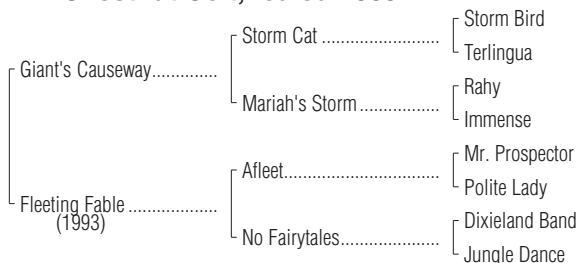 Storm Bird
Storm Cat ........................
Terlingua
Giant's Causeway.............
Rahy
Mariah's Storm ................
Immense
Mr. Prospector
Afleet...............................
Polite Lady
Fleeting Fable ..................
(1993)
Dixieland Band
No Fairytales....................
Jungle Dance